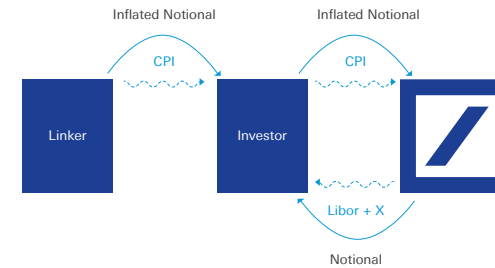 Inflated Notional
Inflated Notional
CPI
CPI
Linker
Investor
Libor + X
Notional